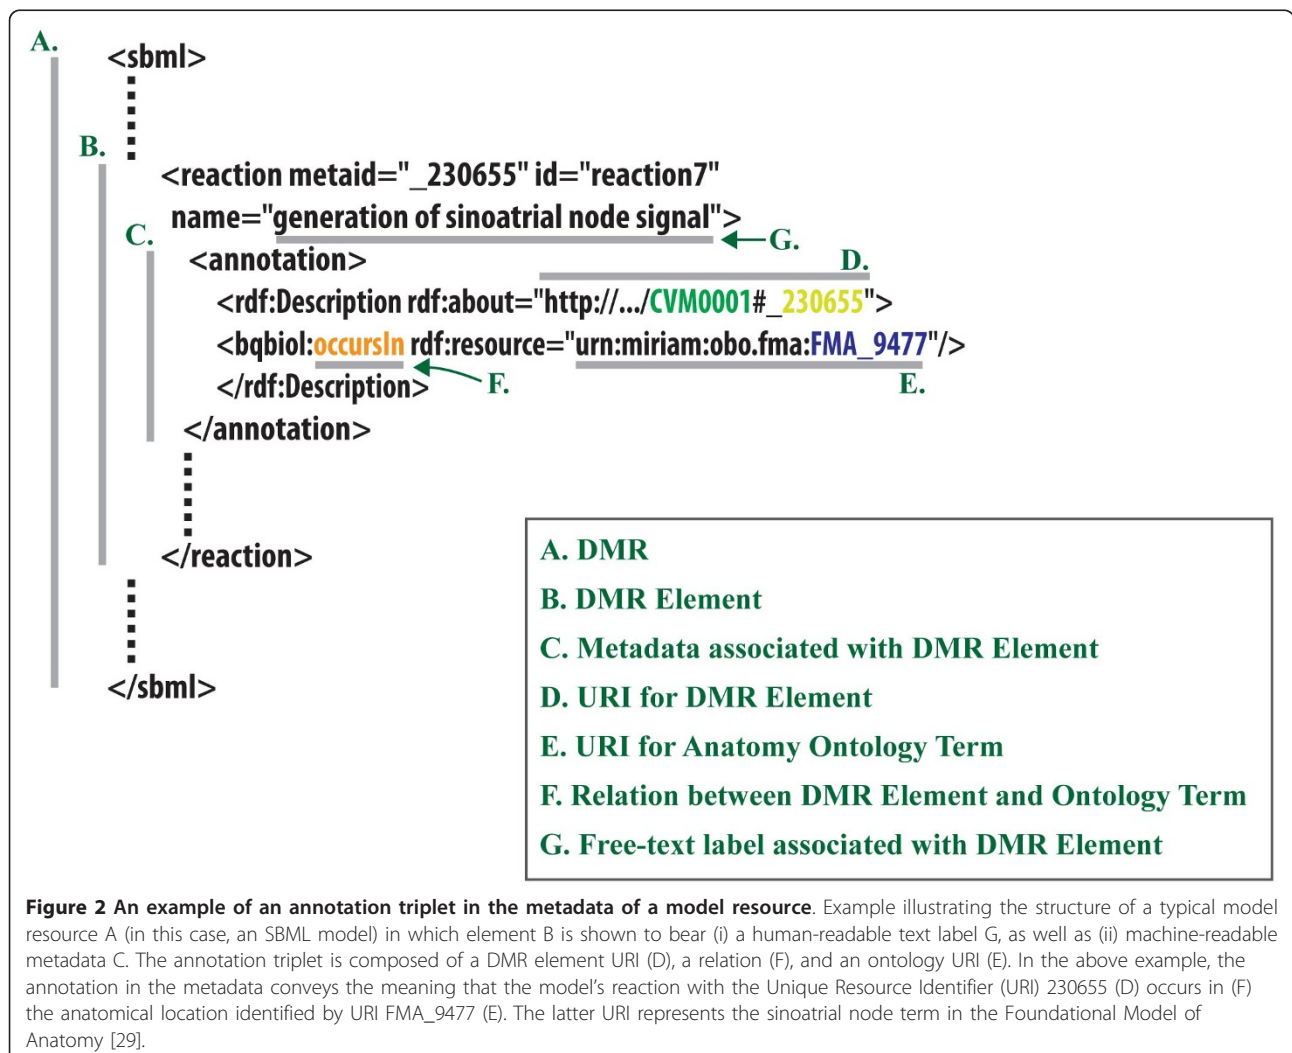 A.
<sbml>
B.
<reaction metaid="_230655" id="reaction7"
name="generation of sinoatrial node signal">
C.
G.
<annotation>
D.
<rdf:Description rdf:about="http://.../CVM0001#_230655">
<bqbiol:occursIn rdf:resource="urn:miriam:obo.fma:FMA_9477"/>
</rdf:Description>
F.
E.
</annotation>
</reaction>
</sbml>
A. DMR
B. DMR Element
C. Metadata associated with DMR Element
D. URI for DMR Element
E. URI for Anatomy Ontology Term
F. Relation between DMR Element and Ontology Term
G. Free-text label associated with DMR Element
Figure 2 An example of an annotation triplet in the metadata of a model resource. Example illustrating the structure of a typical model
resource A (in this case, an SBML model) in which element B is shown to bear (i) a human-readable text label G, as well as (ii) machine-readable
metadata C. The annotation triplet is composed of a DMR element URI (D), a relation (F), and an ontology URI (E). In the above example, the
annotation in the metadata conveys the meaning that the model's reaction with the Unique Resource Identifier (URI) 230655 (D) occurs in (F)
the anatomical location identified by URI FMA_9477 (E). The latter URI represents the sinoatrial node term in the Foundational Model of
Anatomy [29].